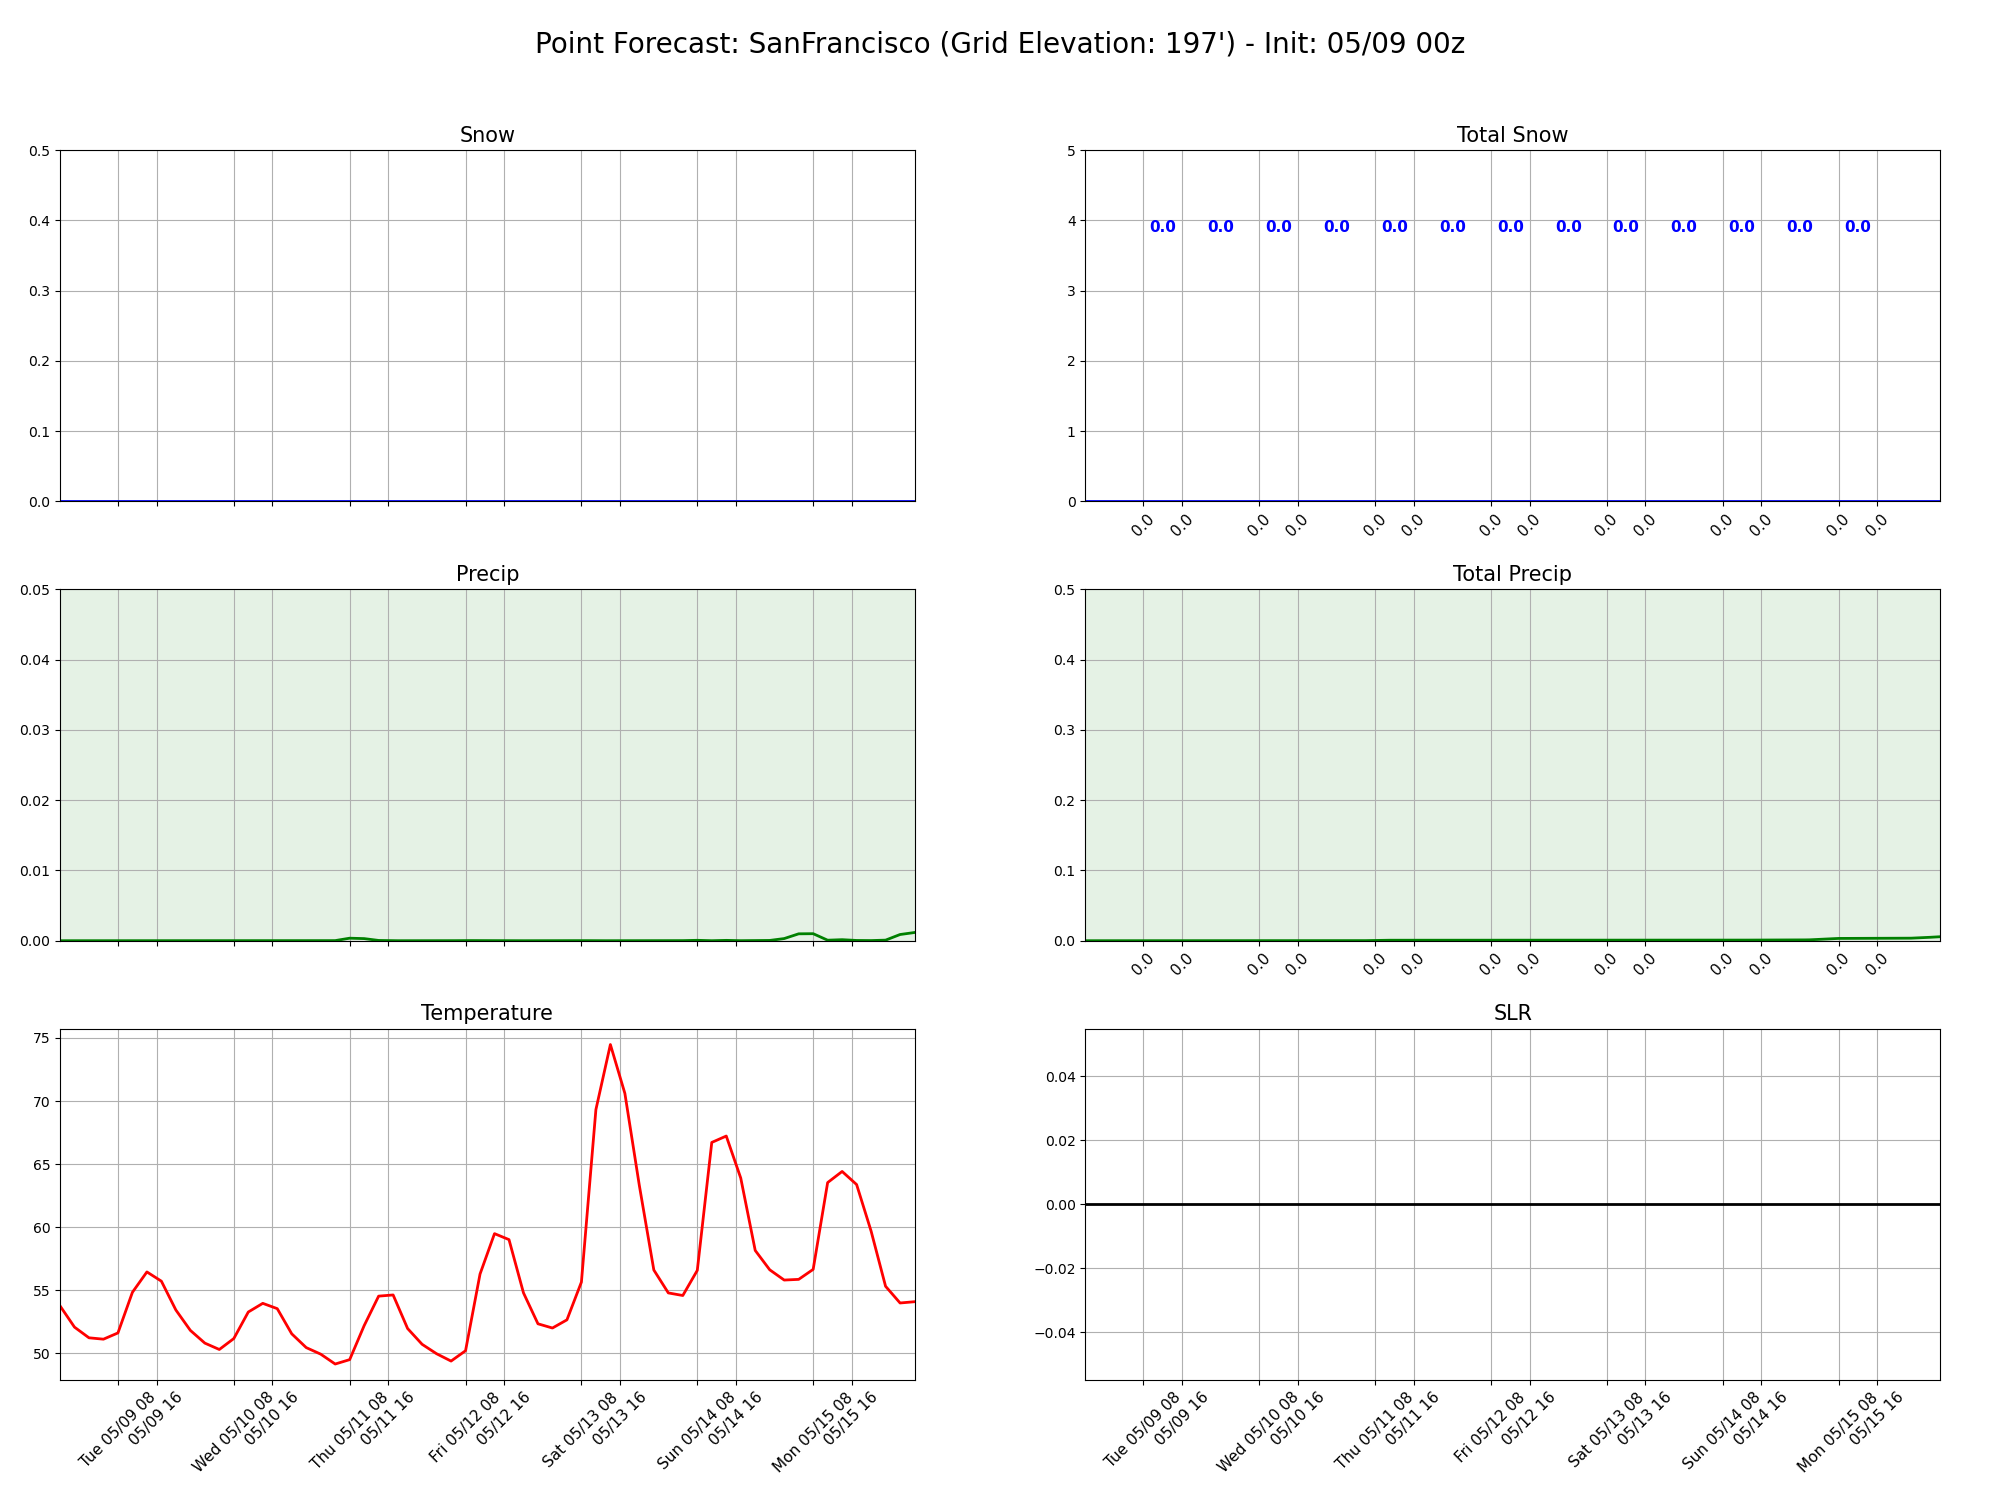 Point Forecast: SanFrancisco (Grid Elevation: 197') - Init: 05/09 00z
Snow
0.5
0.4
0.3
0.2
0.1
0.0
Total Snow
5
4
3
2
1
0
0.0 0.0 0.0 0.0 0.0 0.0 0.0 0.0 0.0 0.0 0.0 0.0 0.0
0.0 0.0 0.0 0.0 0.0 0.0 0.0 0.0 0.0 0.0 0.0 0.0 0.0 0.0
Precip
0.05
0.04
0.03
0.02
0.01
0.00
Total Precip
0.5
0.4
0.3
0.2
0.1
0.0
0.0 0.0 0.0 0.0 0.0 0.0 0.0 0.0 0.0 0.0 0.0 0.0 0.0 0.0
Temperature
75
70
65
60
55
50
Tue 05/09 08
05/09 16
Wed 05/10 08
05/10 16
Thu 05/11 08
05/11 16
Fri 05/12 08
05/12 16
Sat 05/13 08
05/13 16
Sun 05/14 08
05/14 16
Mon 05/15 08
05/15 16
SLR
0.04
0.02
0.00
−0.02
−0.04
Tue 05/09 08
05/09 16
Wed 05/10 08
05/10 16
Thu 05/11 08
05/11 16
Fri 05/12 08
05/12 16
Sat 05/13 08
05/13 16
Sun 05/14 08
05/14 16
Mon 05/15 08
05/15 16